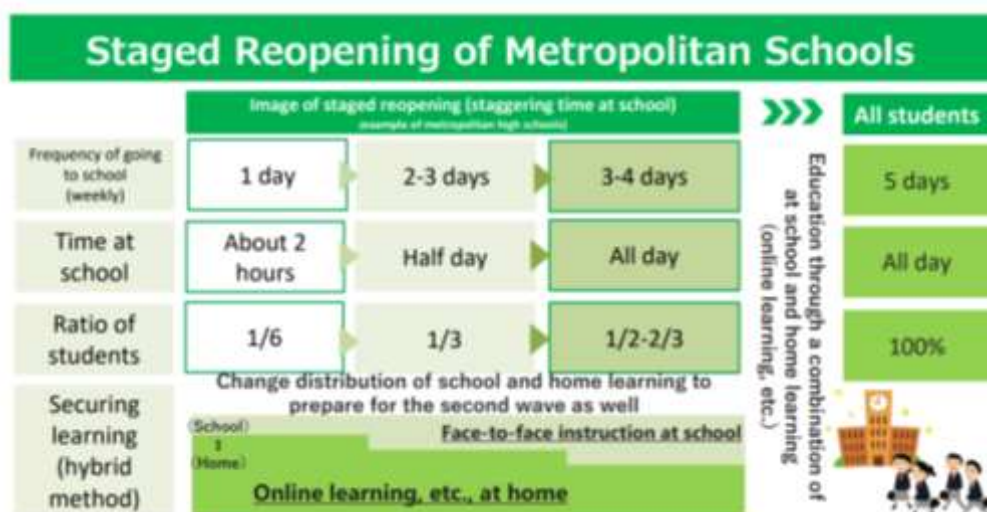 Staged Reopening of Metropolitan Schools
Image of staged reopening (staggering time at school)
(example of metropolitan high schools)
All students
Frequency of going
to school
(weekly)
1 day
2-3 days
3-4 days
5 days
Time at
school
About 2
hours
Half day
All day
All day
Ratio of
students
1/6
1/3
1/2-2/3
100%
Education through a combination of
at school and home learning
(online learning, etc.)
Securing
learning
(hybrid
method)
Change distribution of school and home learning to
prepare for the second wave as well
(School)
(Home)
Face-to-face instruction at school
Online learning, etc., at home